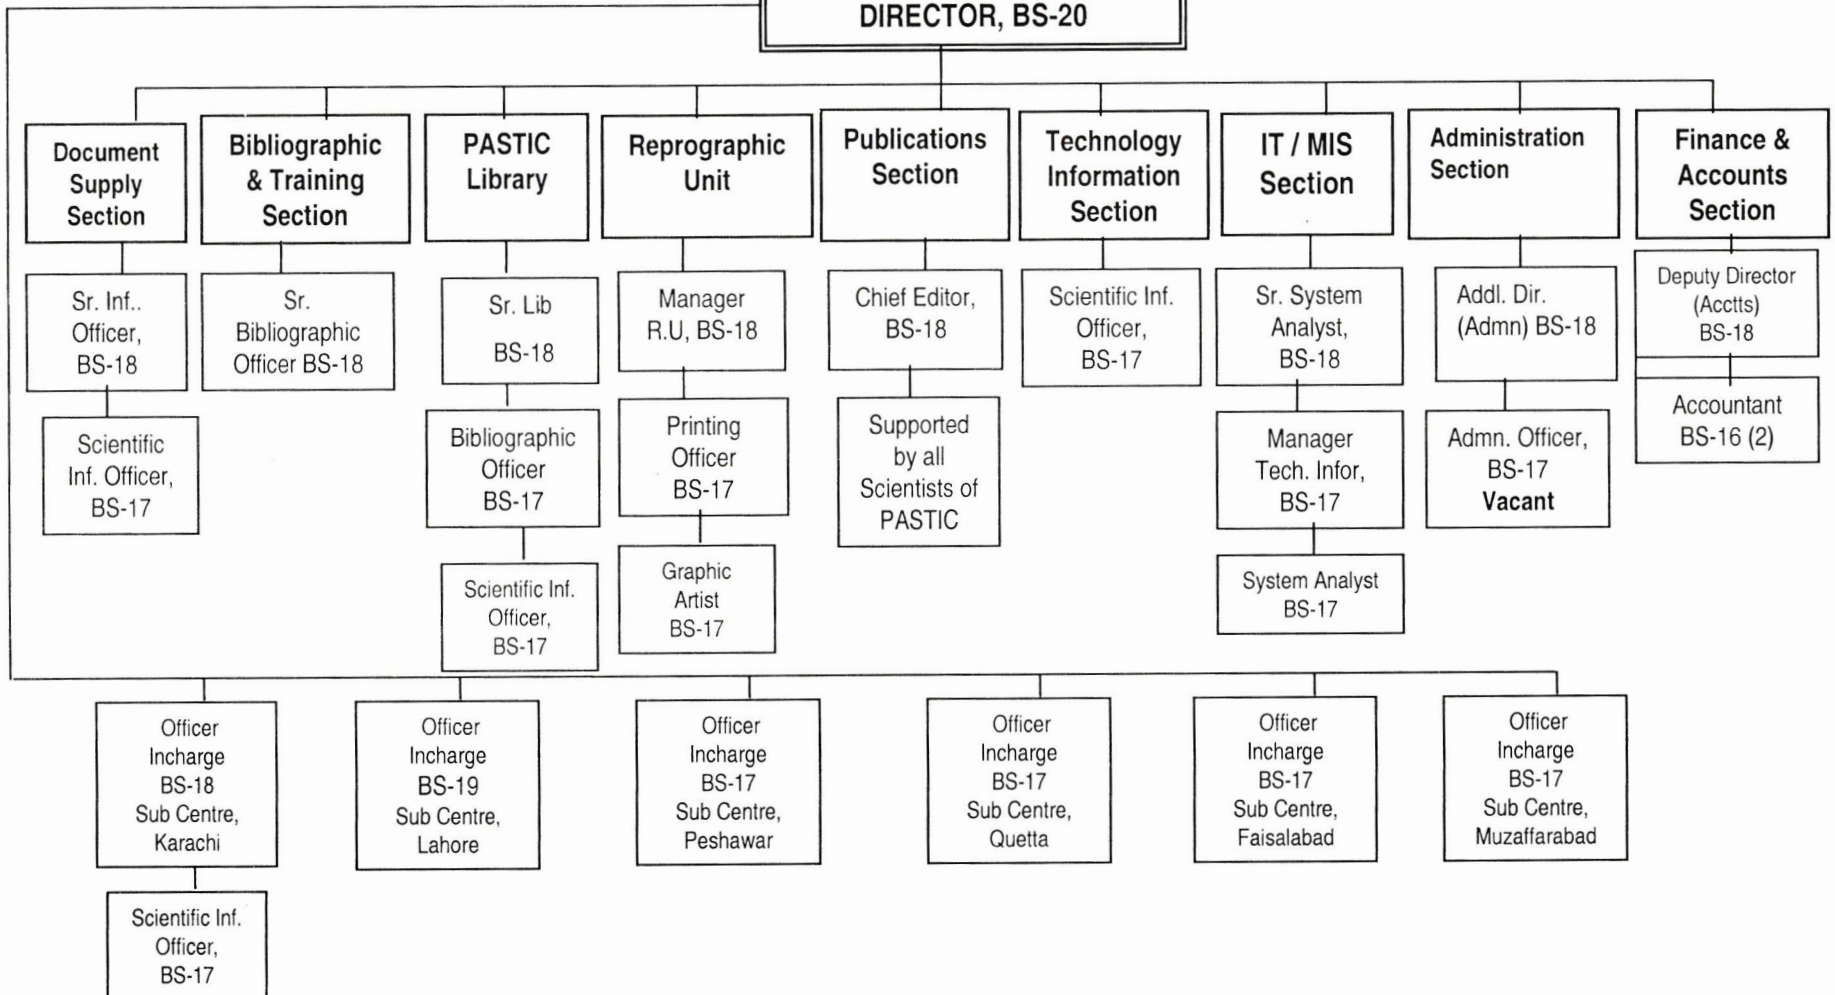 DIRECTOR, BS-20
Document
Supply
Section
Bibliographic
& Training
Section
PASTIC
Library
Reprographic
Unit
Publications
Section
Technology
Information
Section
IT / MIS
Section
Administration
Section
Finance &
Accounts
Section
Sr. Inf..
Officer,
BS-18
Sr.
Bibliographic
Officer BS-18
Sr. Lib
BS-18
Manager
R.U, BS-18
Chief Editor,
BS-18
Scientific Inf.
Officer,
BS-17
Sr. System
Analyst,
BS-18
Addl. Dir.
(Admn) BS-18
Deputy Director
(Acctts)
BS-18
Scientific
Inf. Officer,
BS-17
Bibliographic
Officer
BS-17
Printing
Officer
BS-17
Supported
by all
Scientists of
PASTIC
Manager
Tech. Infor,
BS-17
Admn. Officer,
BS-17
Vacant
Accountant
BS-16 (2)
Scientific Inf.
Officer,
BS-17
Graphic
Artist
BS-17
System Analyst
BS-17
Officer
Incharge
BS-18
Sub Centre,
Karachi
Officer
Incharge
BS-19
Sub Centre,
Lahore
Officer
Incharge
BS-17
Sub Centre,
Peshawar
Officer
Incharge
BS-17
Sub Centre,
Quetta
Officer
Incharge
BS-17
Sub Centre,
Faisalabad
Officer
Incharge
BS-17
Sub Centre,
Muzaffarabad
Scientific Inf.
Officer,
BS-17